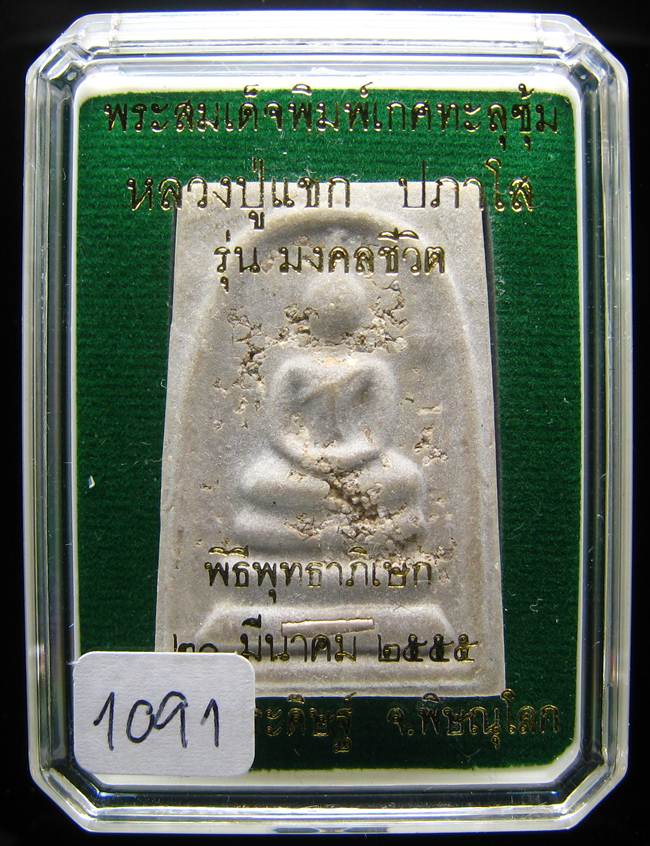 พระสมเด็จพิมพ์เกศทะลุซุ้ม
หลวงปู่แขก ปภาโส
รุ่น มงคลชีวิต
พิธีพุทธาภิเษก
มีนาคม ๒๕๕๕
จ.พิษณุโลก
1091